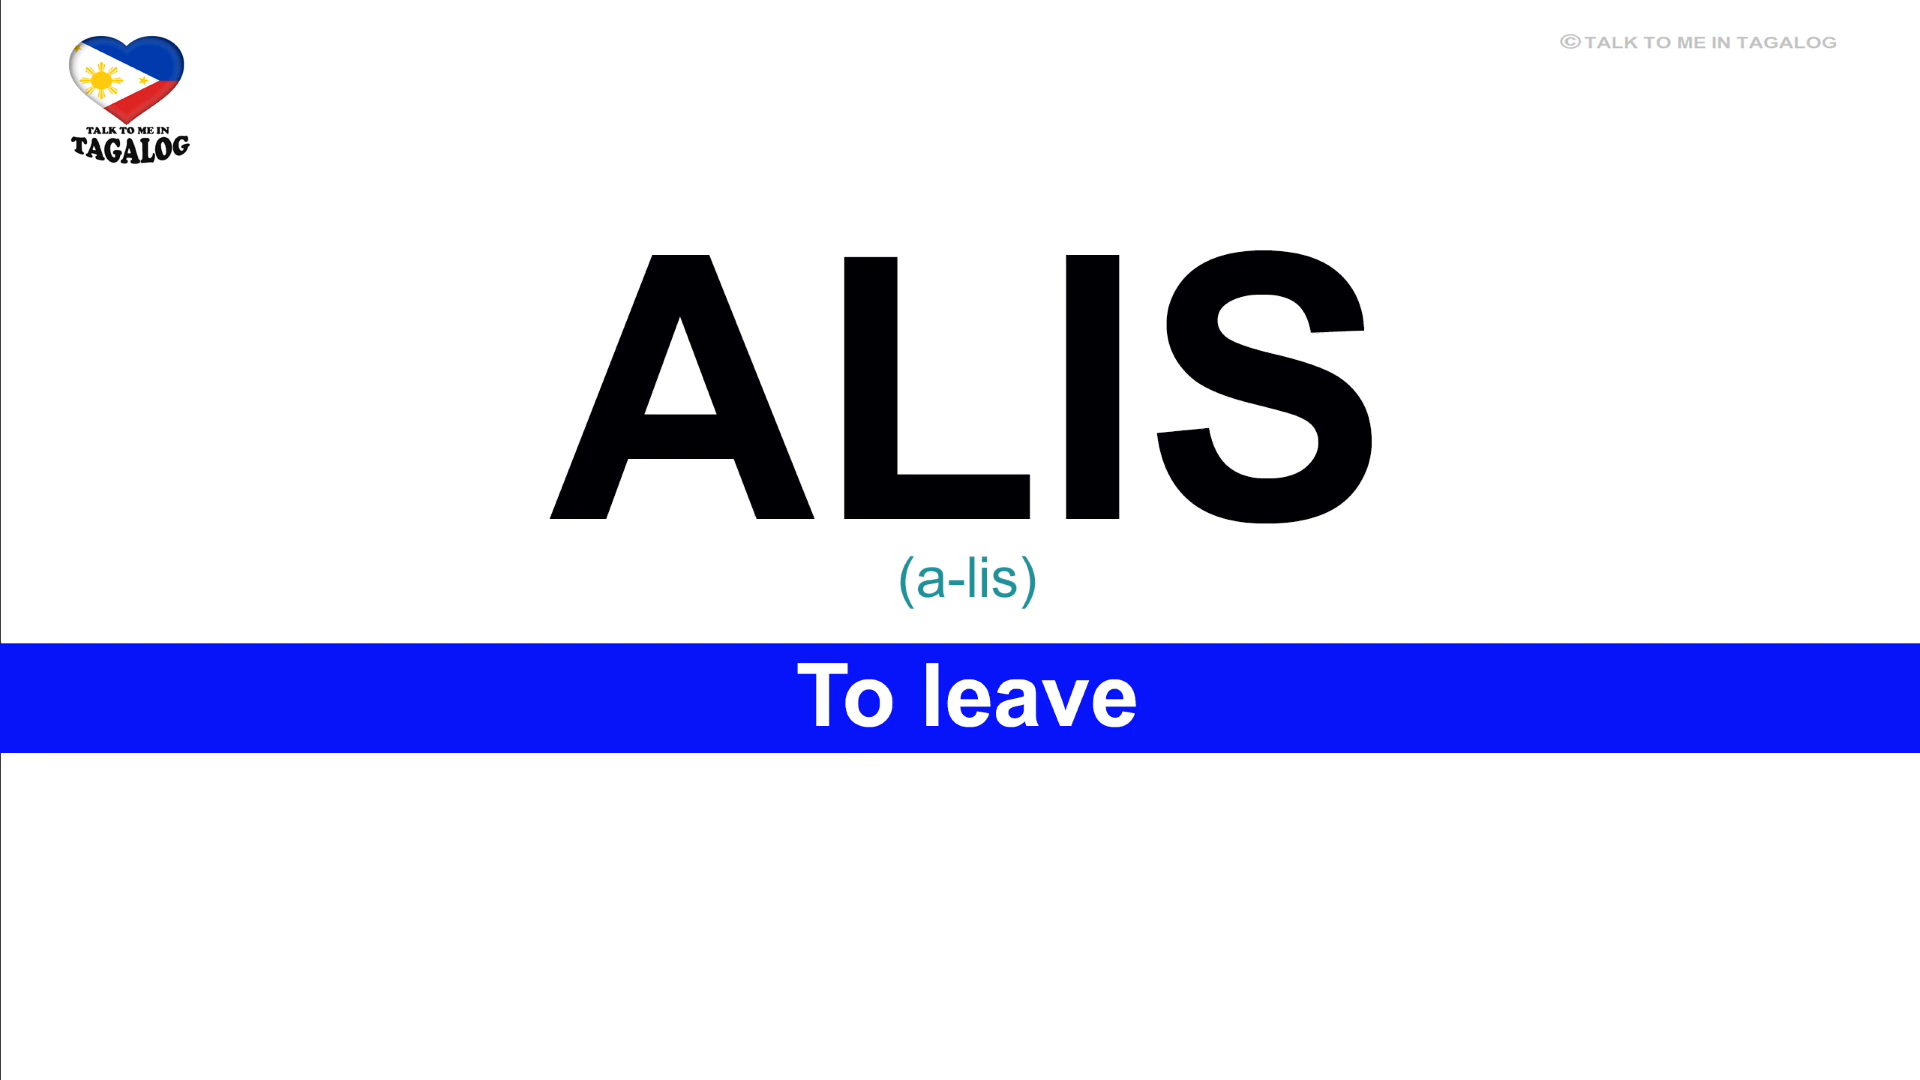 TALK TO ME IN
TAGALOG
©TALK TO ME IN TAGALOG
ALIS
(a-lis)
To leave